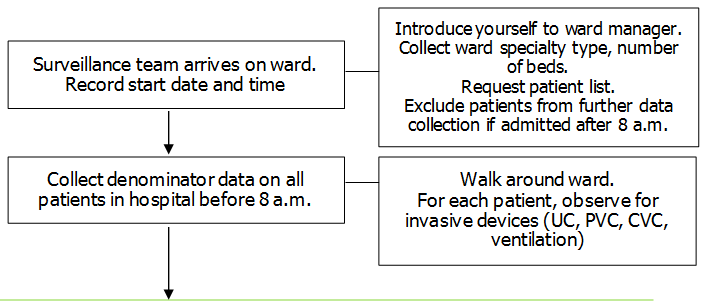 Surveillance team arrives on ward.
Record start date and time
Introduce yourself to ward manager.
Collect ward specialty type, number
of beds.
Request patient list.
Exclude patients from further data
collection if admitted after 8 a.m.
Collect denominator data on all
patients in hospital before 8 a.m.
Walk around ward.
For each patient, observe for
invasive devices (UC, PVC, CVC,
ventilation)